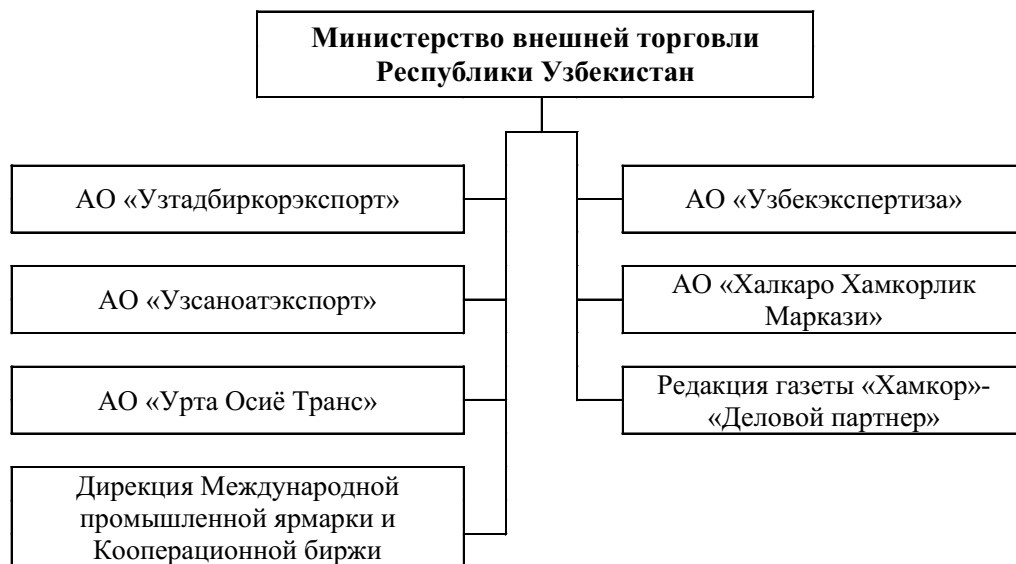 Министерство внешней торговли
Республики Узбекистан
АО «Узтадбиркорэкспорт»
АО «Узбекэкспертиза»
АО «Узсаноатэкспорт»
АО «Халкаро Хамкорлик
Маркази»
АО «Урта Осиё Транс»
Редакция газеты «Хамкор»-
«Деловой партнер»
Дирекция Международной
промышленной ярмарки и
Кооперационной биржи